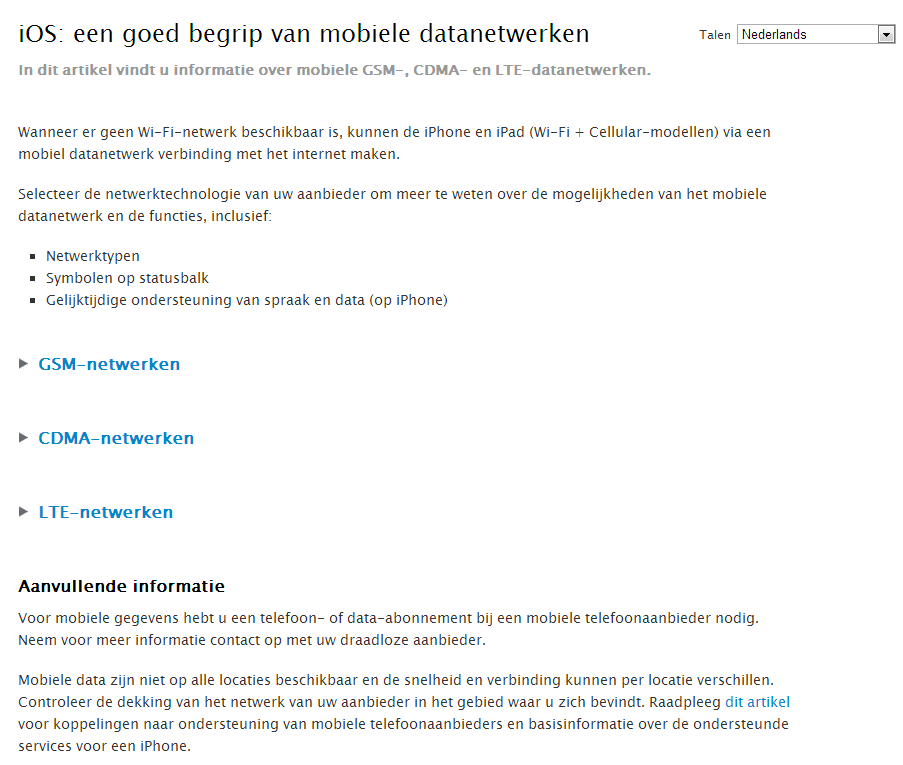 iOS: een goed begrip van mobiele datanetwerken
Talen Nederlands
In dit artikel vindt u informatie over mobiele GSM-, CDMA- en LTE-datanetwerken.
Wanneer er geen Wi-Fi-netwerk beschikbaar is, kunnen de iPhone en iPad (Wi-Fi + Cellular-modellen) via een
mobiel datanetwerk verbinding met het internet maken.
Selecteer de netwerktechnologie van uw aanbieder om meer te weten over de mogelijkheden van het mobiele
datanetwerk en de functies, inclusief:
Netwerktypen
Symbolen op statusbalk
Gelijktijdige ondersteuning van spraak en data (op iPhone)
GSM-netwerken
CDMA-netwerken
LTE-netwerken
Aanvullende informatie
Voor mobiele gegevens hebt u een telefoon- of data-abonnement bij een mobiele telefoonaanbieder nodig.
Neem voor meer informatie contact op met uw draadloze aanbieder.
Mobiele data zijn niet op alle locaties beschikbaar en de snelheid en verbinding kunnen per locatie verschillen.
Controleer de dekking van het netwerk van uw aanbieder in het gebied waar u zich bevindt. Raadpleeg dit artikel
voor koppelingen naar ondersteuning van mobiele telefoonaanbieders en basisinformatie over de ondersteunde
services voor een iPhone.